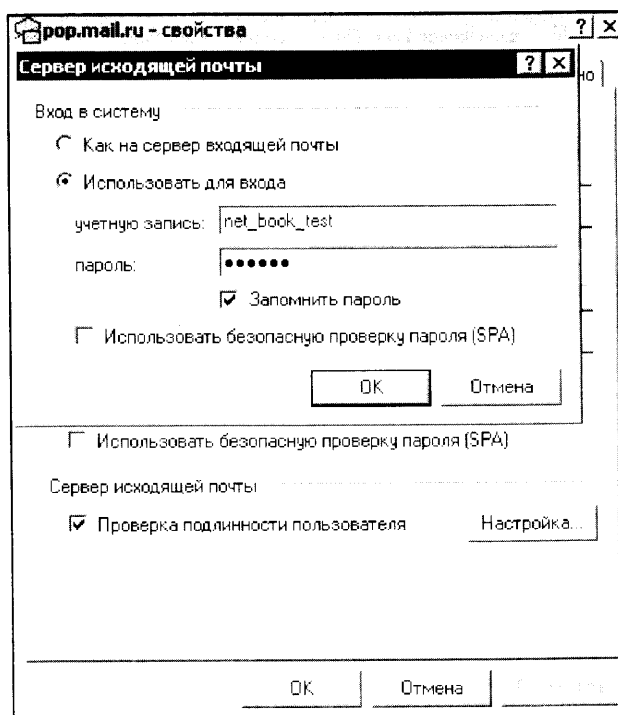 pop.mail.ru - свойства
Сервер исходящей почты
но
Вход в систему
Как на сервер входящей почты
Использовать для входа
учетную запись: net_book_test
пароль: ••••••
Запомнить пароль
Использовать безопасную проверку пароля (SPA)
OK Отмена
Использовать безопасную проверку пароля (SPA)
Сервер исходящей почты
Проверка подлинности пользователя Настройка...
OK Отмена